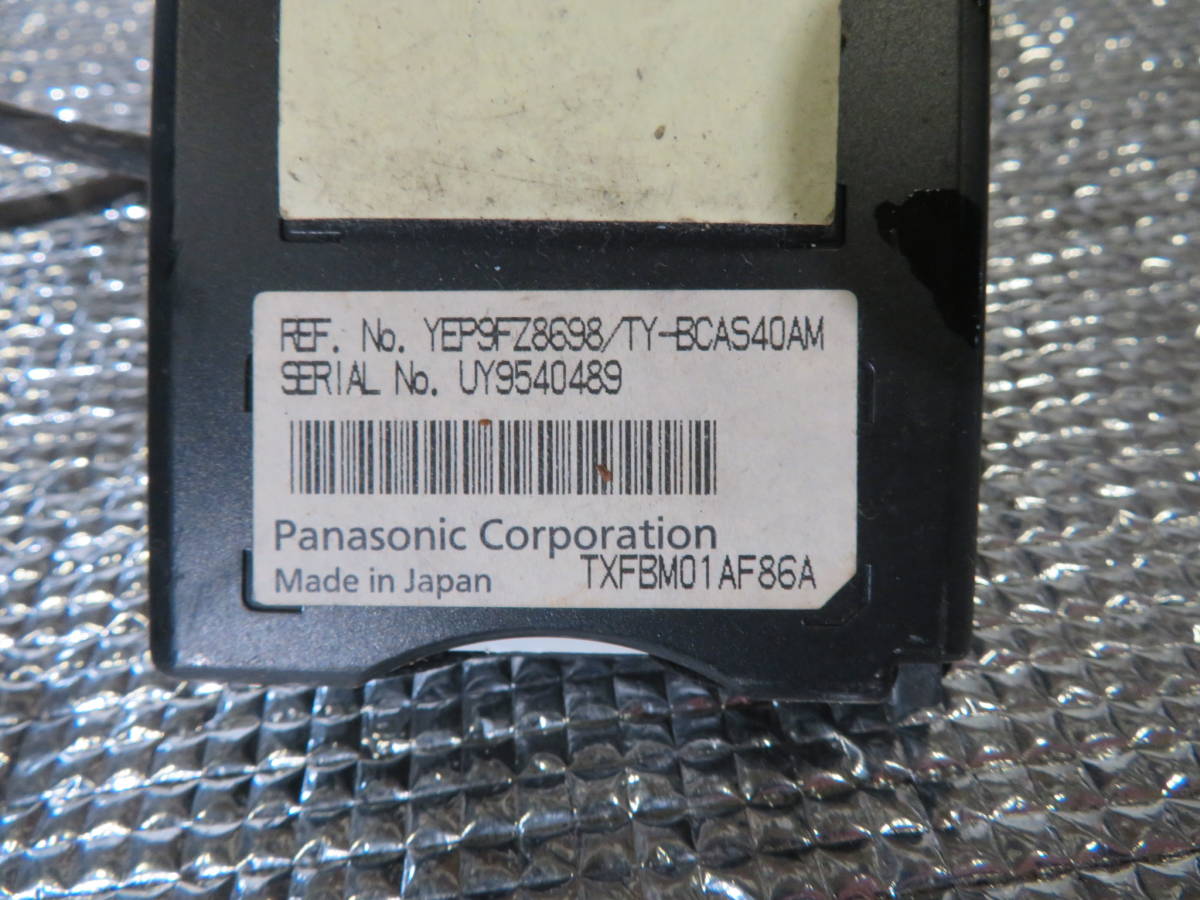 REF. No. YEP9FZ8698/TY-BCAS40AM
SERIAL No. UY9540489
Panasonic Corporation
Made in Japan
TXFBM01AF86A